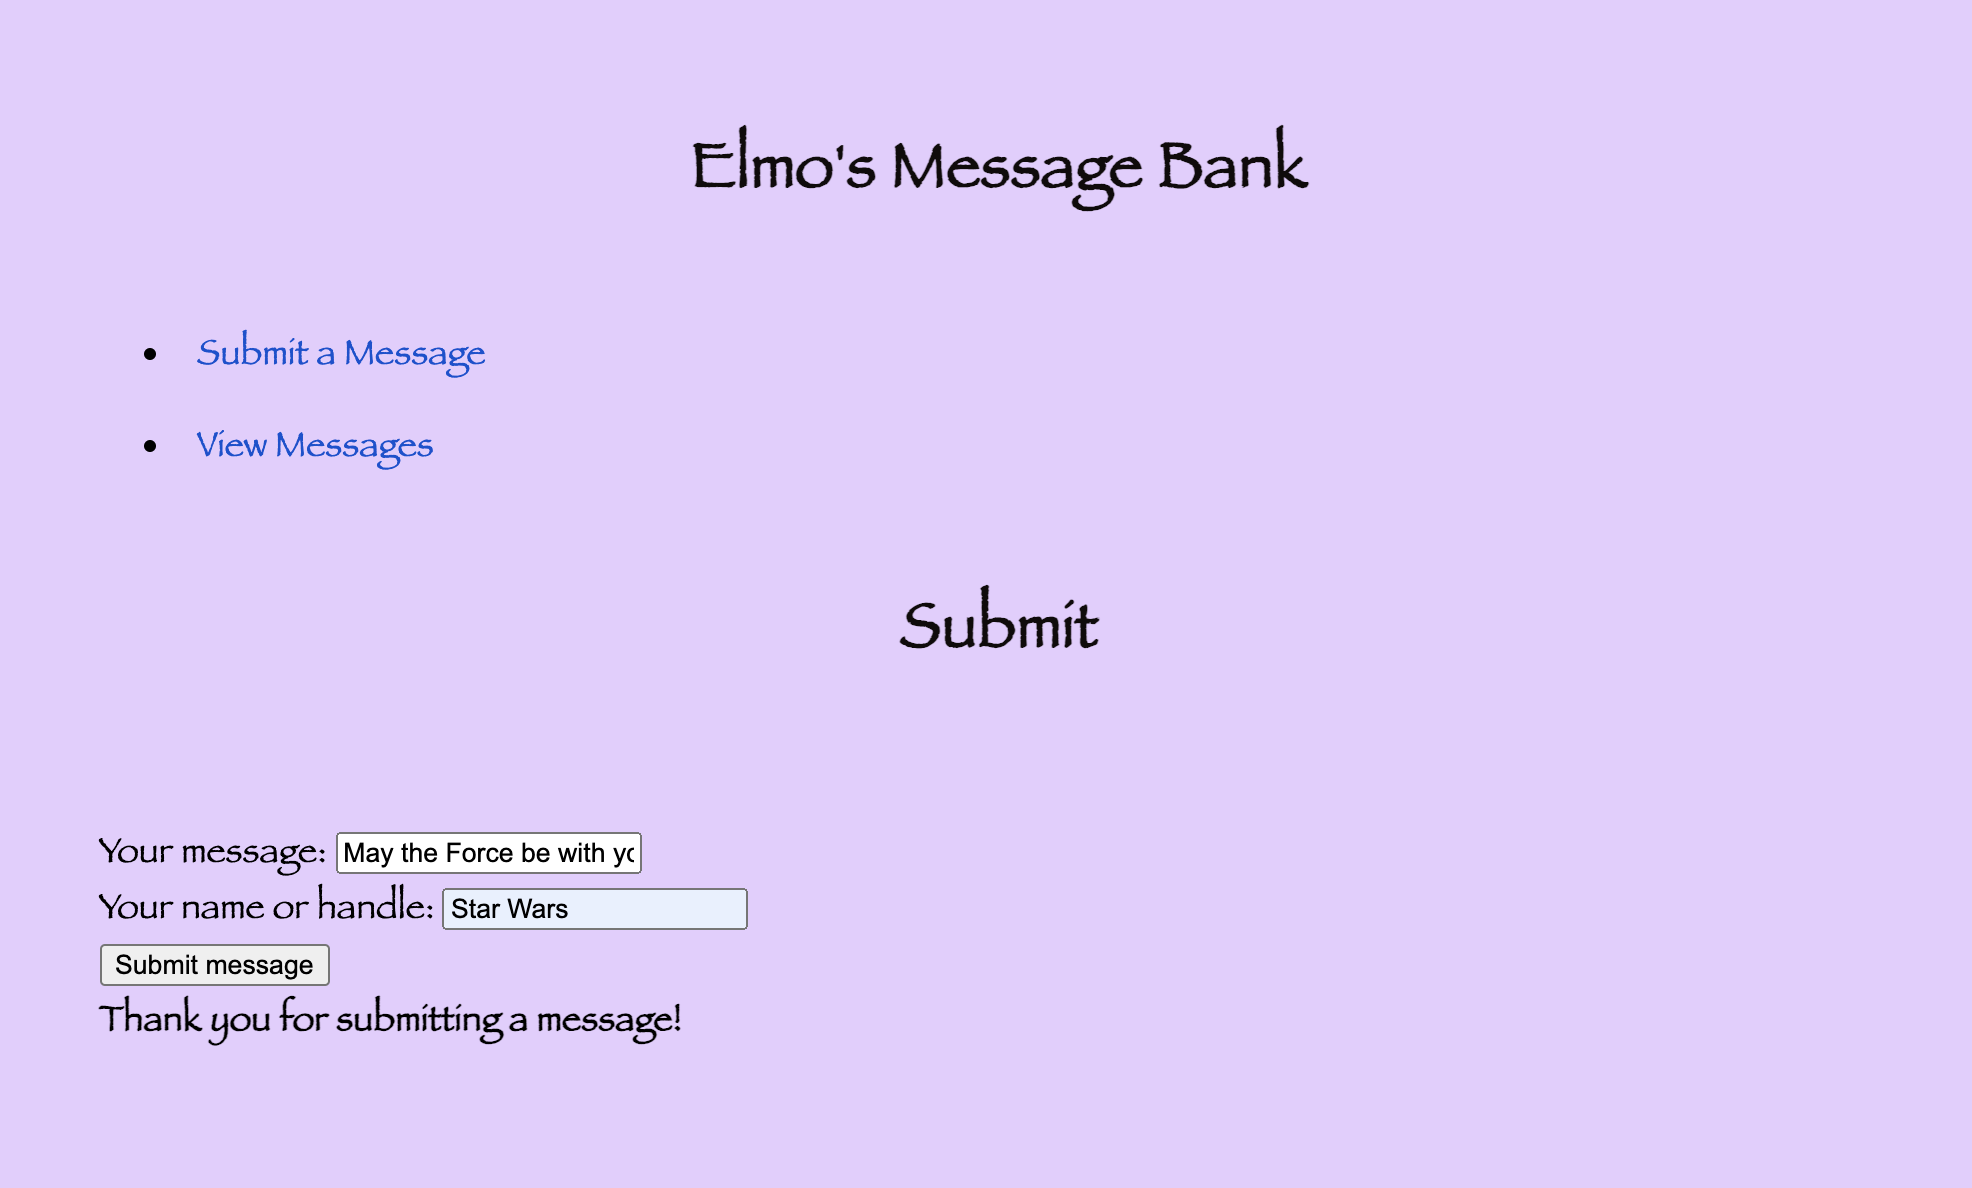 Elmo's Message Bank
Submit a Message
View Messages
Submit
Your message: May the Force be with
Your name or handle: Star Wars
Submit message
Thank you for submitting a message!